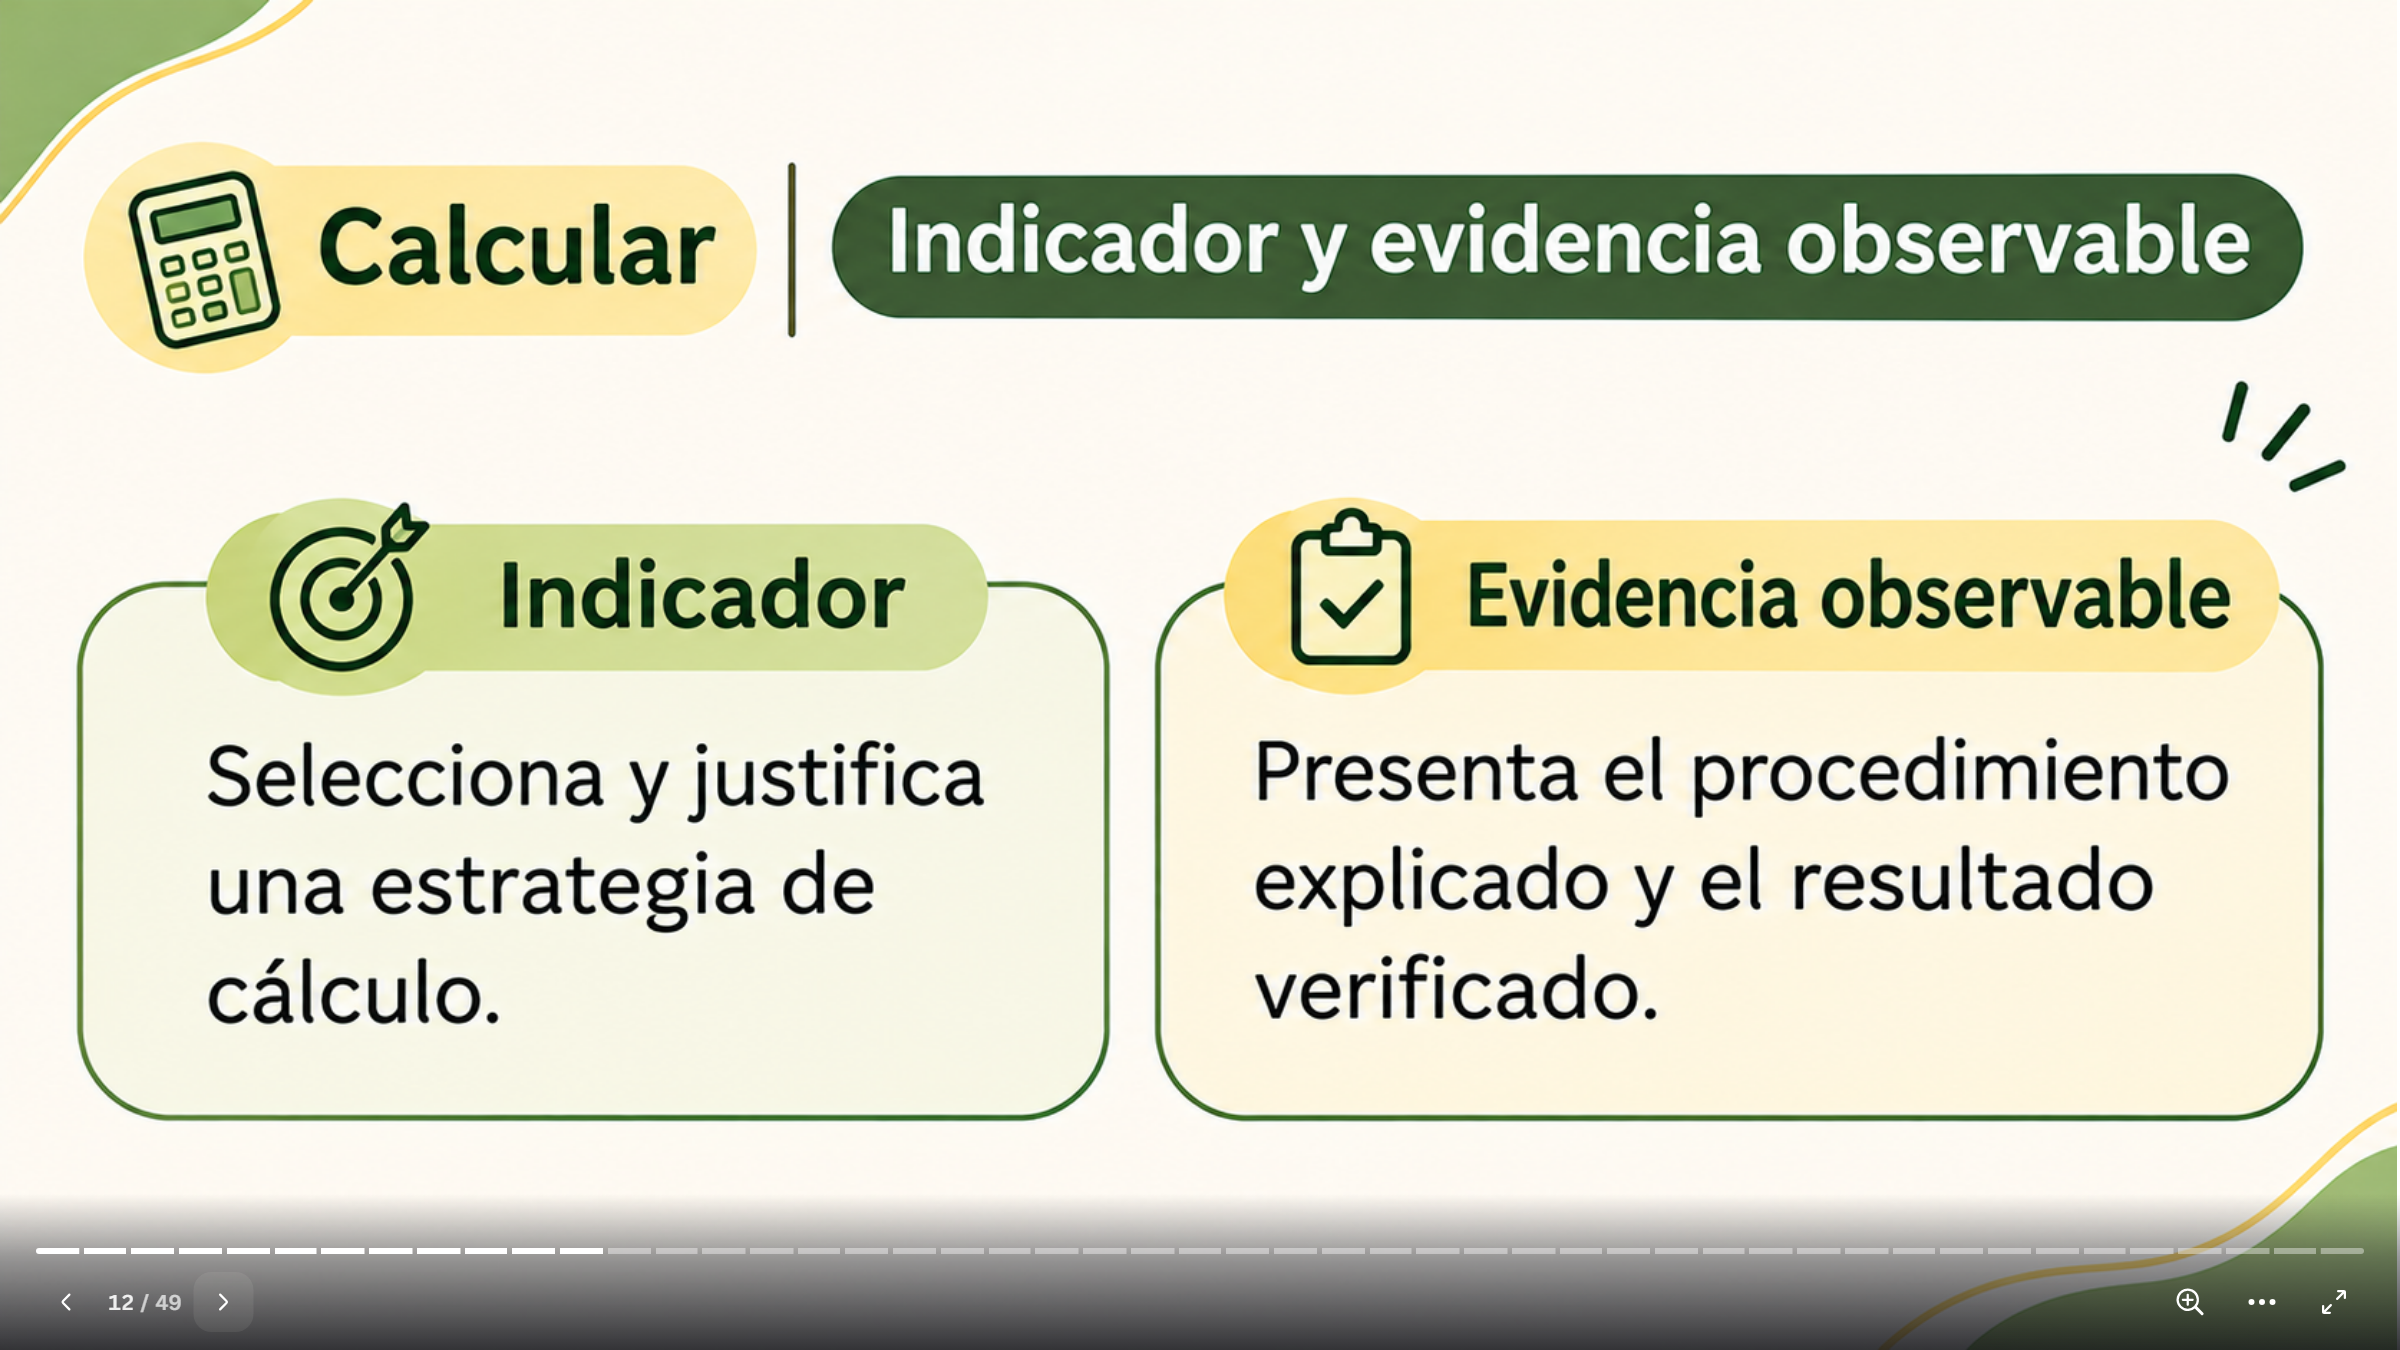 Calcular
Indicador y evidencia observable
Indicador
Selecciona y justifica
una estrategia de
cálculo.
Evidencia observable
Presenta el procedimiento
explicado y el resultado
verificado.
12 / 49